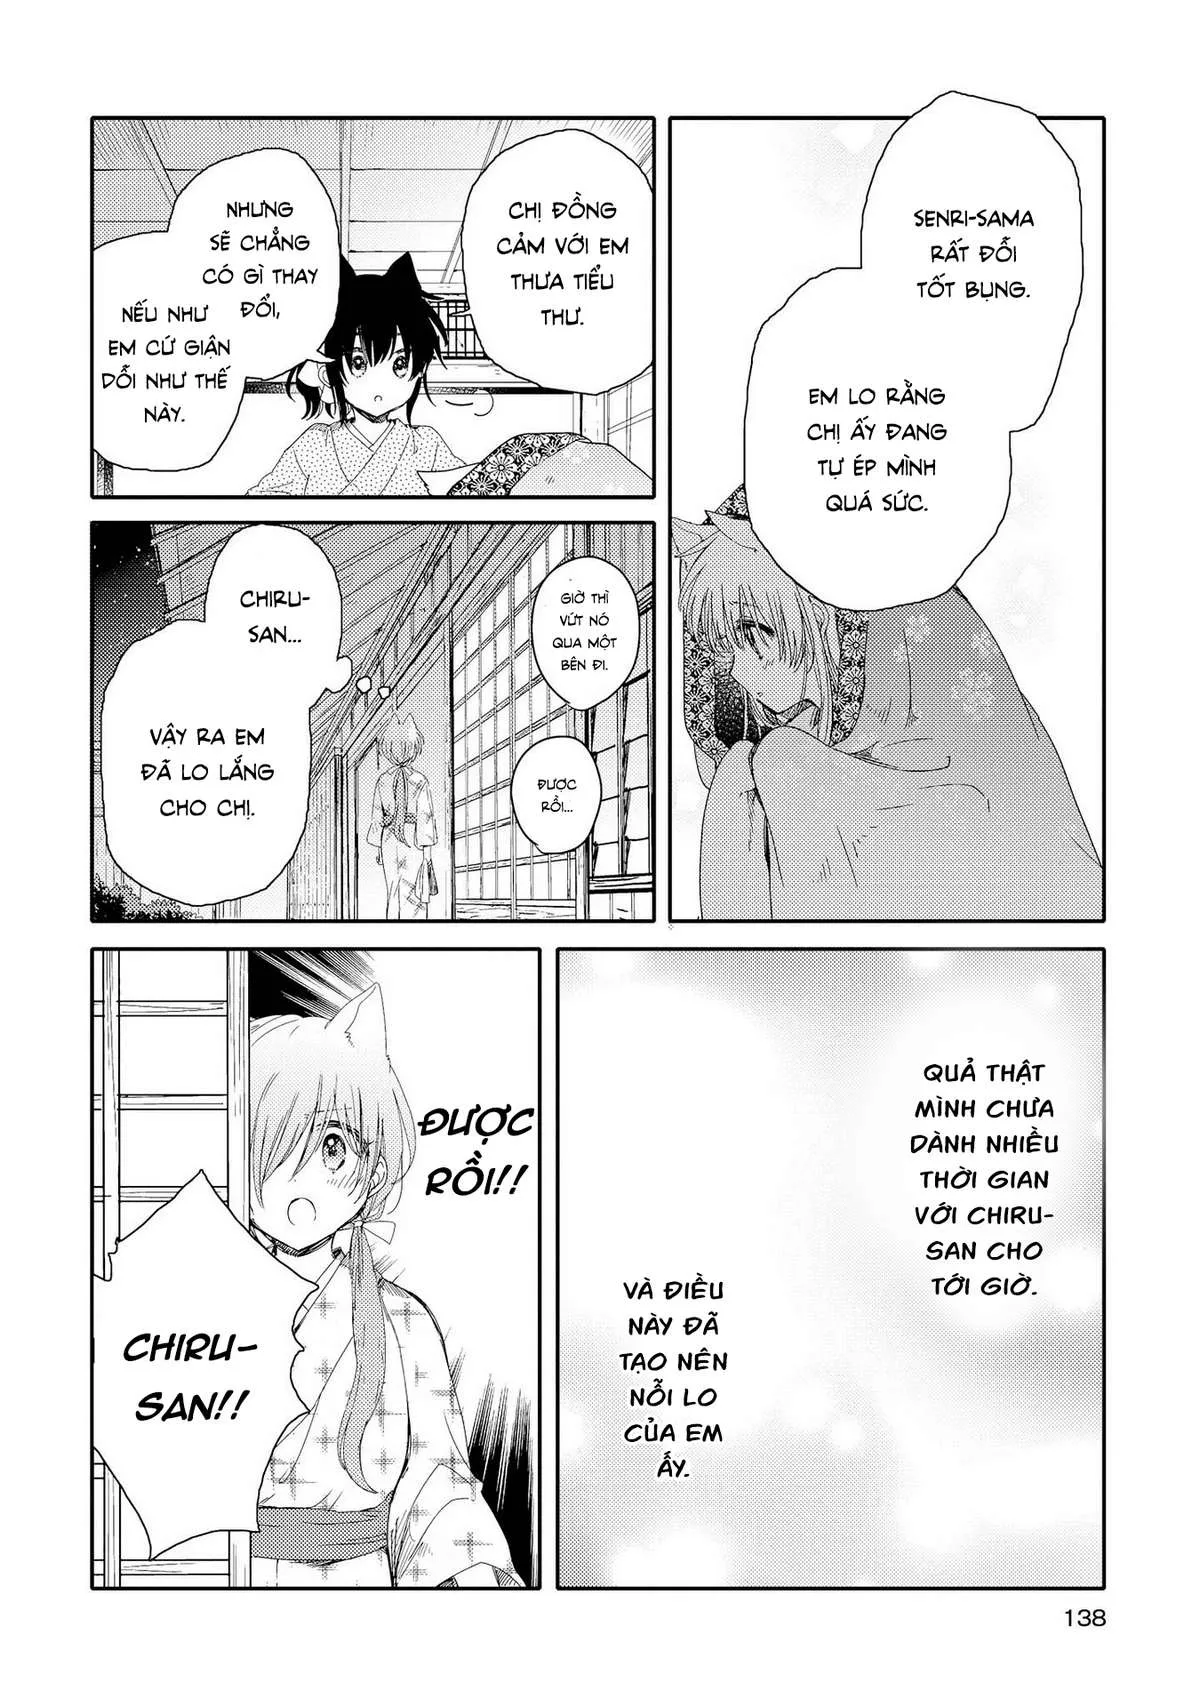 SENRI-SAMA
RẤT ĐỖI
TỐT BỤNG.
EM LO RẰNG
CHỊ ẤY ĐANG
TỰ ÉP MÌNH
QUÁ SỨC.
CHỊ ĐỒNG
CẢM VỚI EM
THƯA TIỂU
THƯ.
NHƯNG
SẼ CHẲNG
CÓ GÌ THAY
ĐỔI,
NẾU NHƯ
EM CỨ GIẬN
DỖI NHƯ THẾ
NÀY.
GIỜ THÌ
VỨT NÓ
QUA MỘT
BÊN ĐI.
ĐƯỢC
RỒI...
CHIRU-
SAN...
VẬY RA EM
ĐÃ LO LẮNG
CHO CHỊ.
QUẢ THẬT
MÌNH CHƯA
DÀNH NHIỀU
THỜI GIAN
VỚI CHIRU-
SAN CHO
TỚI GIỜ.
VÀ ĐIỀU
NÀY ĐÃ
TẠO NÊN
NỖI LO
CỦA EM
ẤY.
ĐƯỢC
RỒI!!
CHIRU-
SAN!!
138